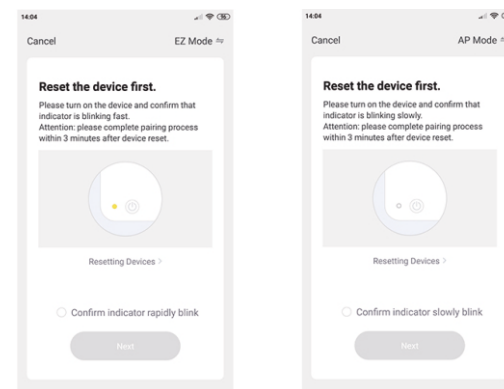 14:04
Cancel
EZ Mode
Reset the device first.
Please turn on the device and confirm that
indicator is blinking fast.
Attention: please complete pairing process
within 3 minutes after device reset.
Resetting Devices >
Confirm indicator rapidly blink
Next
14:04
Cancel
AP Mode
Reset the device first.
Please turn on the device and confirm that
indicator is blinking slowly.
Attention: please complete pairing process
within 3 minutes after device reset.
Resetting Devices >
Confirm indicator slowly blink
Next